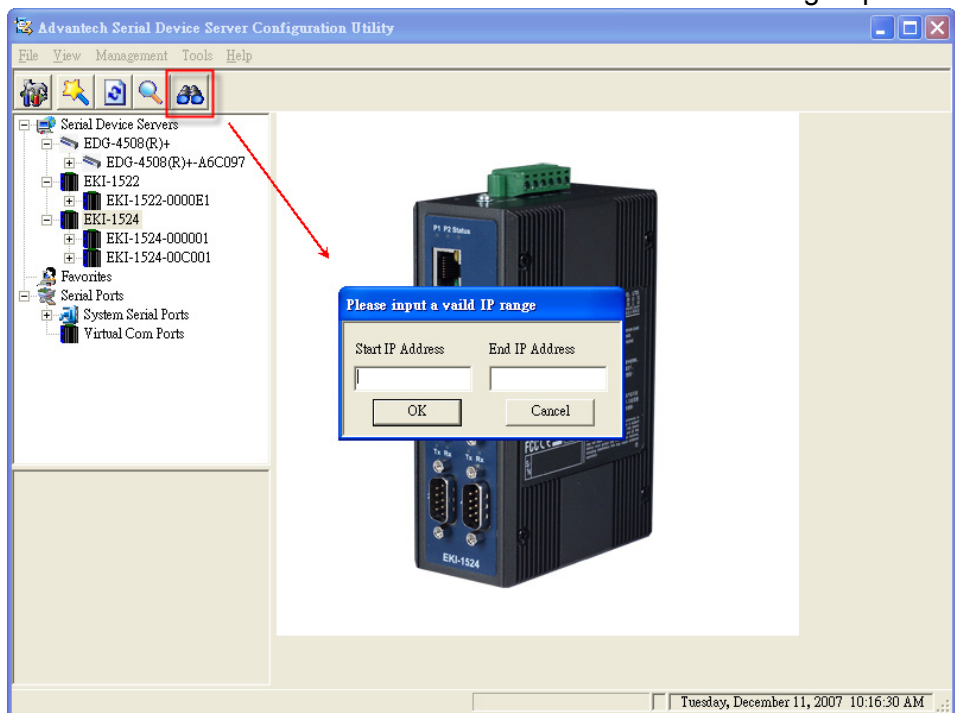 Advantech Serial Device Server Configuration Utility
File View Management Tools Help
Serial Device Servers
EDG-4508(R)+
EDG-4508(R)+-A6C097
EKI-1522
EKI-1522-0000E1
EKI-1524
EKI-1524-000001
EKI-1524-00C001
Favorites
Serial Ports
System Serial Ports
Virtual Com Ports
P1 P2 Status
Please input a vaild IP range
Start IP Address End IP Address
OK Cancel
Tx Rx Tx Rx
FCC CE
EKI-1524
Tuesday, December 11, 2007 10:16:30 AM